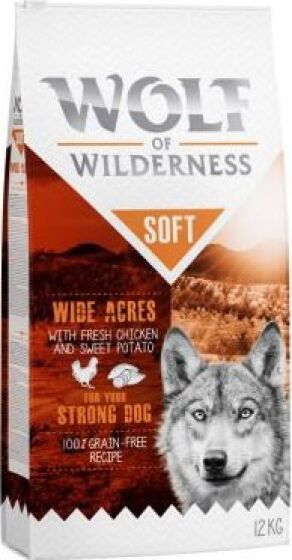 WOLF
OF
WILDERNESS
SOFT
WIDE ACRES
WITH FRESH CHICKEN
AND SWEET POTATO
FOR YOUR
STRONG DOG
100% GRAIN-FREE
RECIPE
12 KG